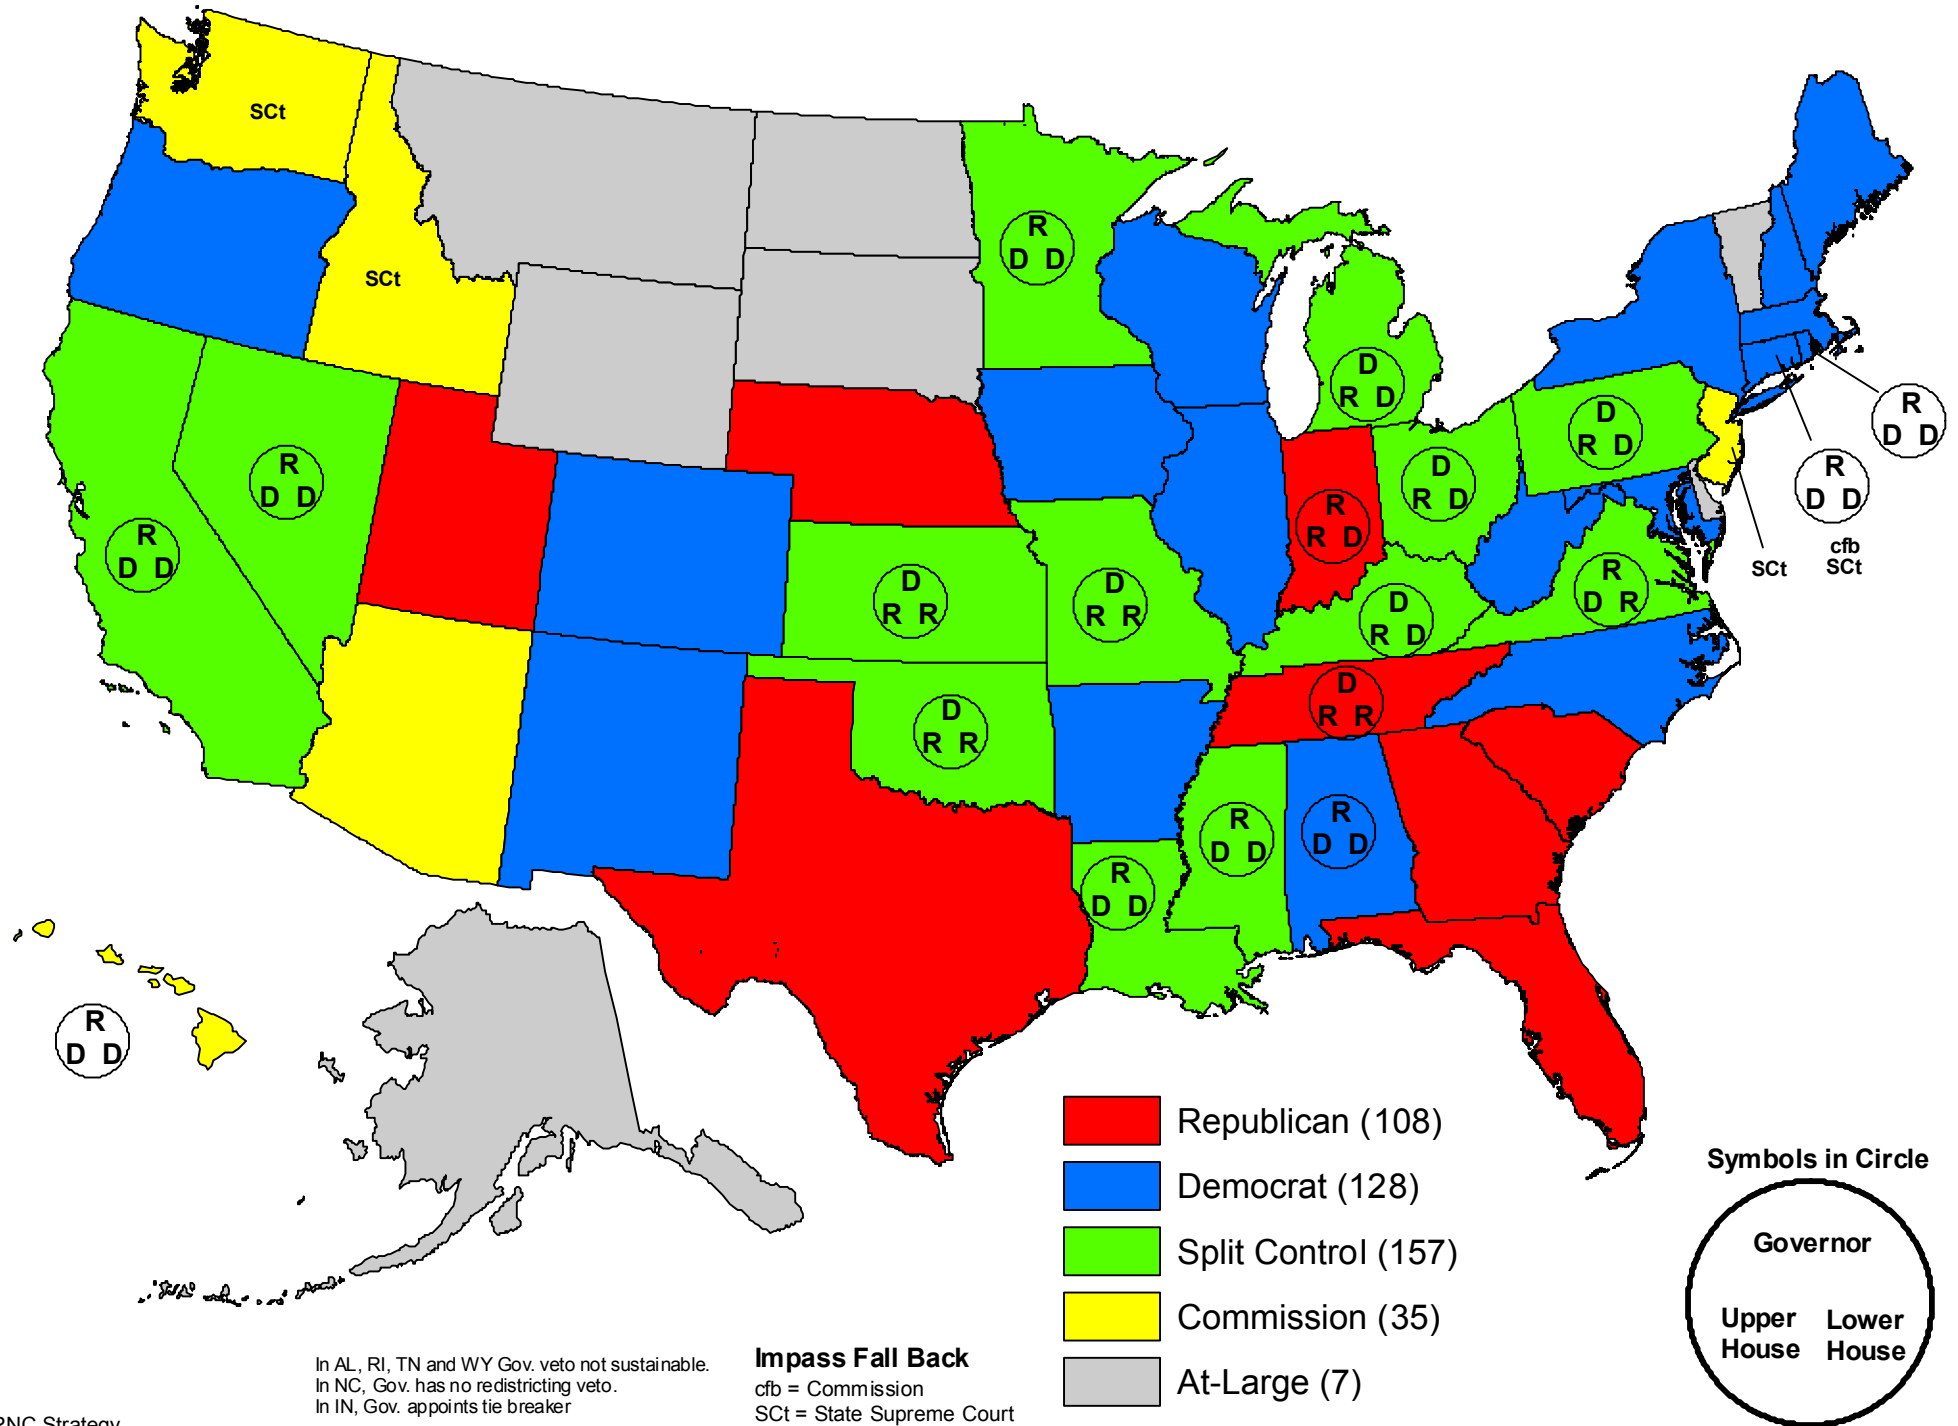 SCt
SCt
R
D D
R
D D
R
D D
D
R D
D
R D
D
R D
R
R D
D
R R
D
R R
D
R D
R
D R
D
R R
D
R R
R
D D
R
D D
R
D D
R
D D
R
D D
cfb
SCt
SCt
R
D D
Republican (108)
Democrat (128)
Split Control (157)
Commission (35)
At-Large (7)
Symbols in Circle
Governor
Upper House
Lower House
In AL, RI, TN and WY Gov. veto not sustainable.
In NC, Gov. has no redistricting veto.
In IN, Gov. appoints tie breaker
Impass Fall Back
cfb = Commission
SCt = State Supreme Court
RNC Strategy